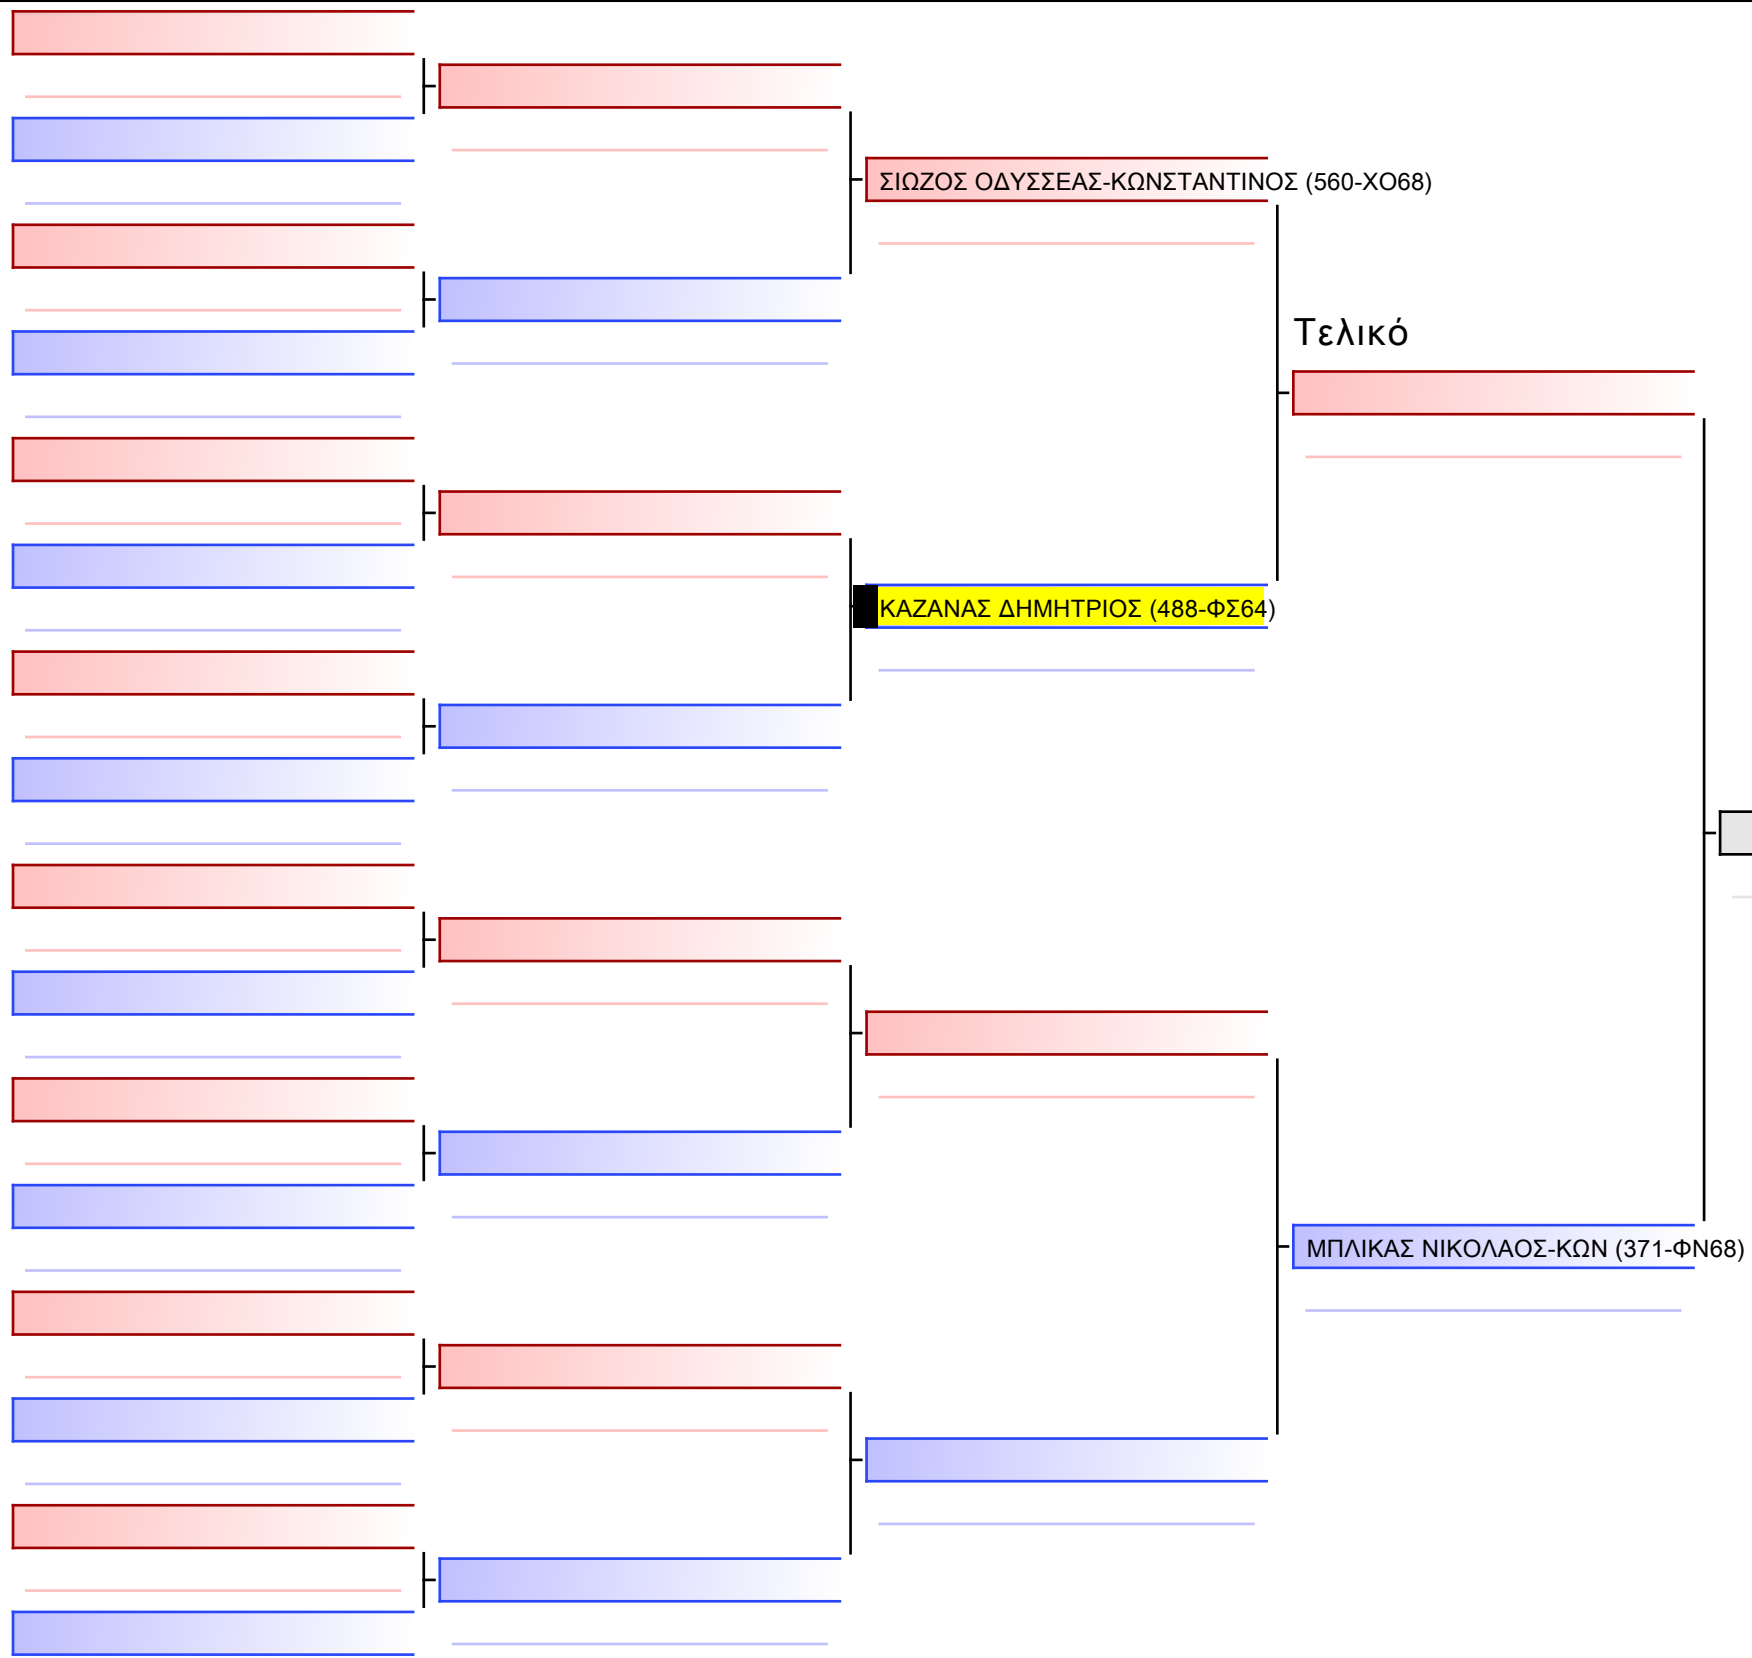 ΣΙΩΖΟΣ ΟΔΥΣΣΕΑΣ-ΚΩΝΣΤΑΝΤΙΝΟΣ (560-ΧΟ68)
Τελικό
ΚΑΖΑΝΑΣ ΔΗΜΗΤΡΙΟΣ (488-ΦΣ64)
ΜΠΛΙΚΑΣ ΝΙΚΟΛΑΟΣ-ΚΩΝ (371-ΦΝ68)